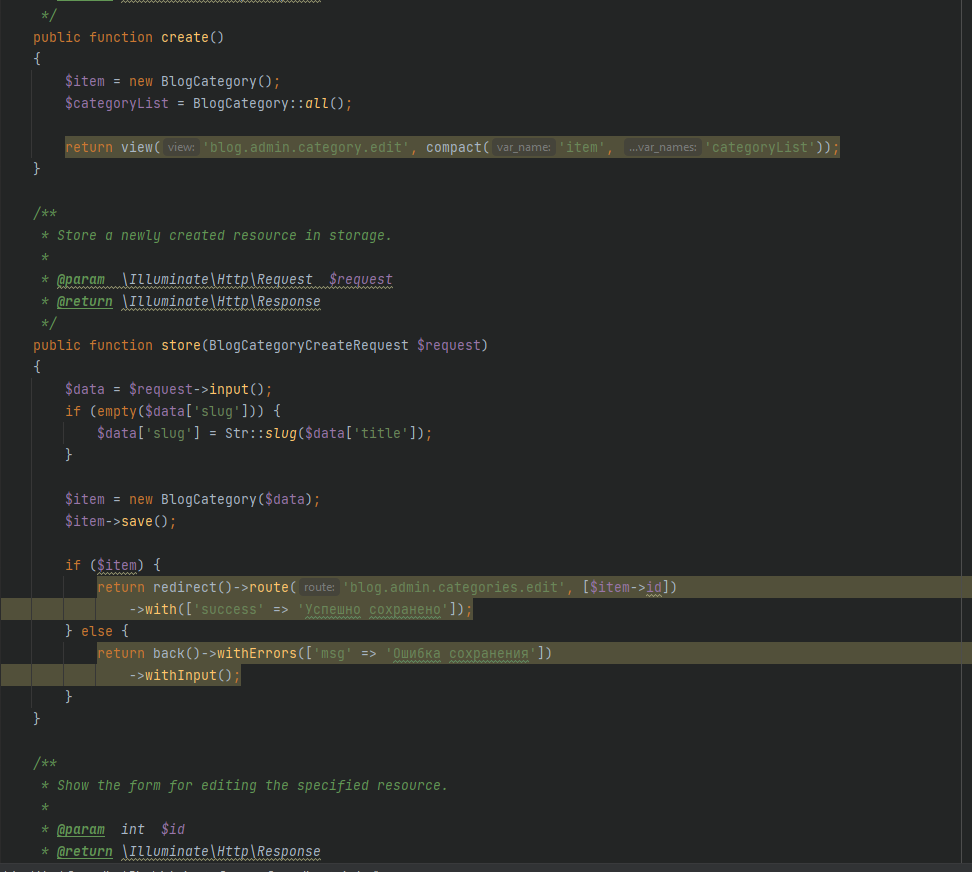 */
public function create()
{
$item = new BlogCategory();
$categoryList = BlogCategory::all();
return view( view: 'blog.admin.category.edit', compact( var_name: 'item', ...var_names: 'categoryList'));
}
/**
* Store a newly created resource in storage.
*
* @param  \Illuminate\Http\Request  $request
* @return \Illuminate\Http\Response
*/
public function store(BlogCategoryCreateRequest $request)
{
$data = $request->input();
if (empty($data['slug'])) {
$data['slug'] = Str::slug($data['title']);
}
$item = new BlogCategory($data);
$item->save();
if ($item) {
return redirect()->route( route: 'blog.admin.categories.edit', [$item->id])
->with(['success' => 'Успешно сохранено']);
} else {
return back()->withErrors(['msg' => 'Ошибка сохранения'])
->withInput();
}
}
/**
* Show the form for editing the specified resource.
*
* @param  int  $id
* @return \Illuminate\Http\Response